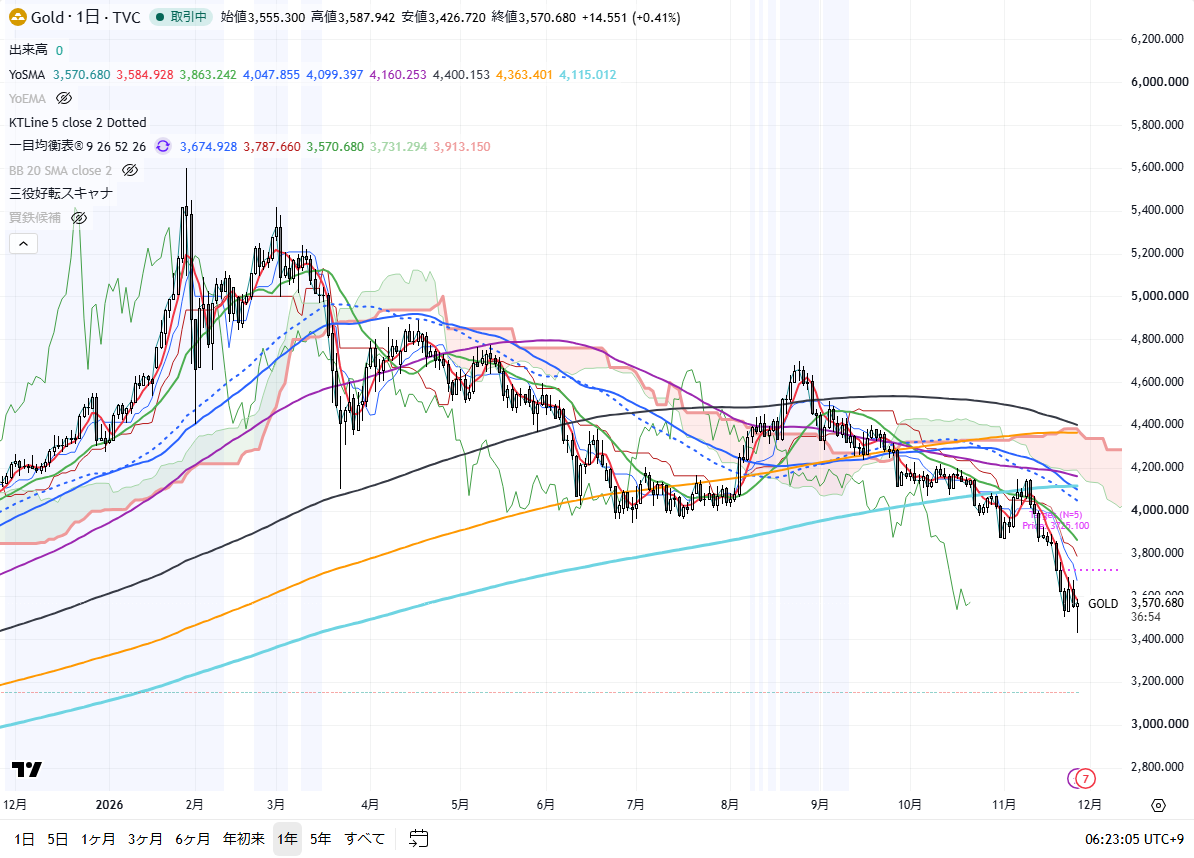 Gold · 1日 · TVC 取引中 始値3,555.300 高値3,587.942 安値3,426.720 終値3,570.680 +14.551 (+0.41%)
出来高 0
YoSMA 3,570.680 3,584.928 3,863.242 4,047.855 4,099.397 4,160.253 4,400.153 4,363.401 4,115.012
YoEMA
KTLine 5 close 2 Dotted
一目均衡表® 9 26 52 26 3,674.928 3,787.660 3,570.680 3,731.294 3,913.150
BB 20 SMA close 2
三役好転スキャナ
買鉄候補
6,200.000
6,000.000
5,800.000
5,600.000
5,400.000
5,200.000
5,000.000
4,800.000
4,600.000
4,400.000
4,200.000
4,000.000
(N=5)
3725.100
3,800.000
3,600.000
GOLD 3,570.680
36:54
3,400.000
3,200.000
3,000.000
2,800.000
7
12月 2026 2月 3月 4月 5月 6月 7月 8月 9月 10月 11月 12月
1日 5日 1ヶ月 3ヶ月 6ヶ月 年初来 1年 5年 すべて 06:23:05 UTC+9